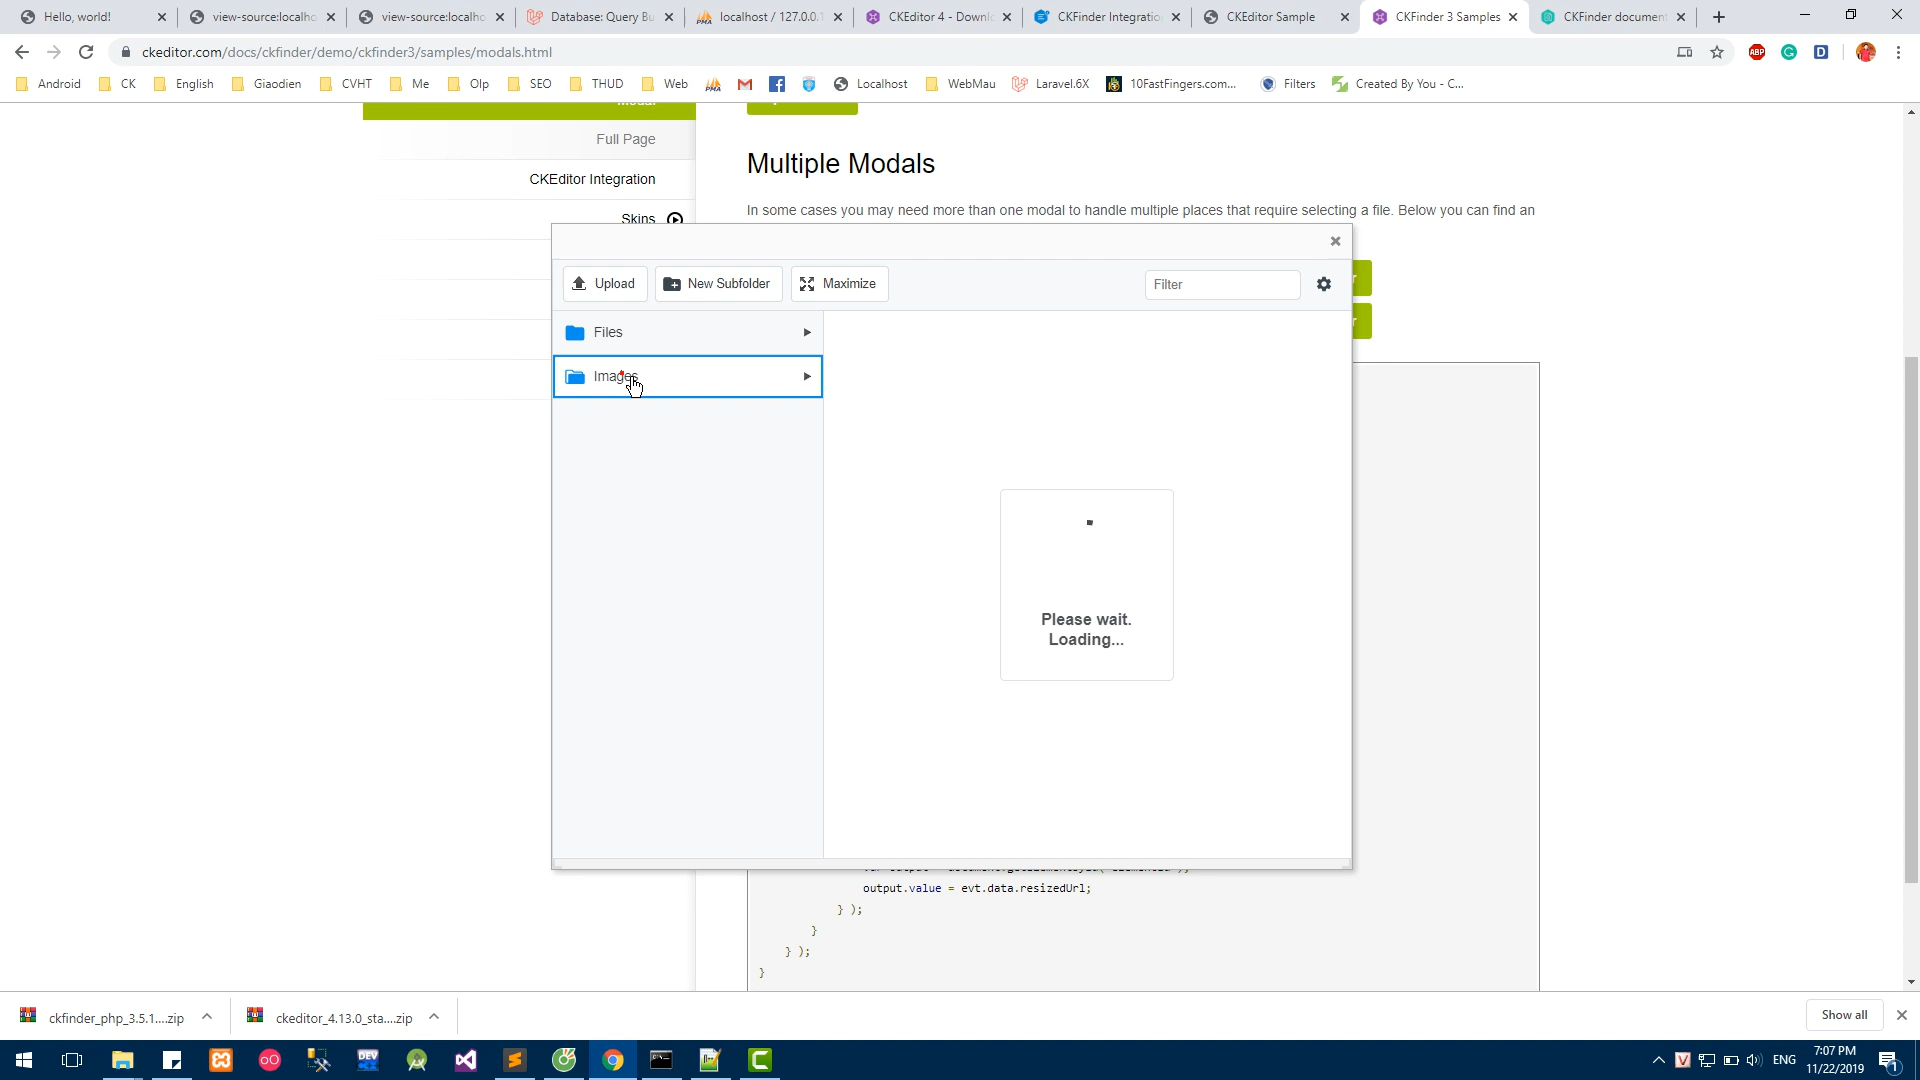 Hello, world!
view-source:localho
view-source:localho
Database: Query Bu
localhost / 127.0.0.1
CKEditor 4 - Downl
CKFinder Integratio
CKEditor Sample
CKFinder 3 Samples
CKFinder document
ckeditor.com/docs/ckfinder/demo/ckfinder3/samples/modals.html
ABP
G
D
Android
CK
English
Giaodien
CVHT
Me
Olp
SEO
THUD
Web
PMA
Localhost
WebMau
Laravel.6X
10FastFingers.com...
Filters
Created By You - C...
Modal
Full Page
CKEditor Integration
Skins
Multiple Modals
In some cases you may need more than one modal to handle multiple places that require selecting a file. Below you can find an
Upload
New Subfolder
Maximize
Filter
Files
Images
Please wait.
Loading...
output.value = evt.data.resizedUrl;
} );
}
} );
}
ckfinder_php_3.5.1....zip
ckeditor_4.13.0_sta....zip
Show all
DEV
ENG
7:07 PM
11/22/2019
1